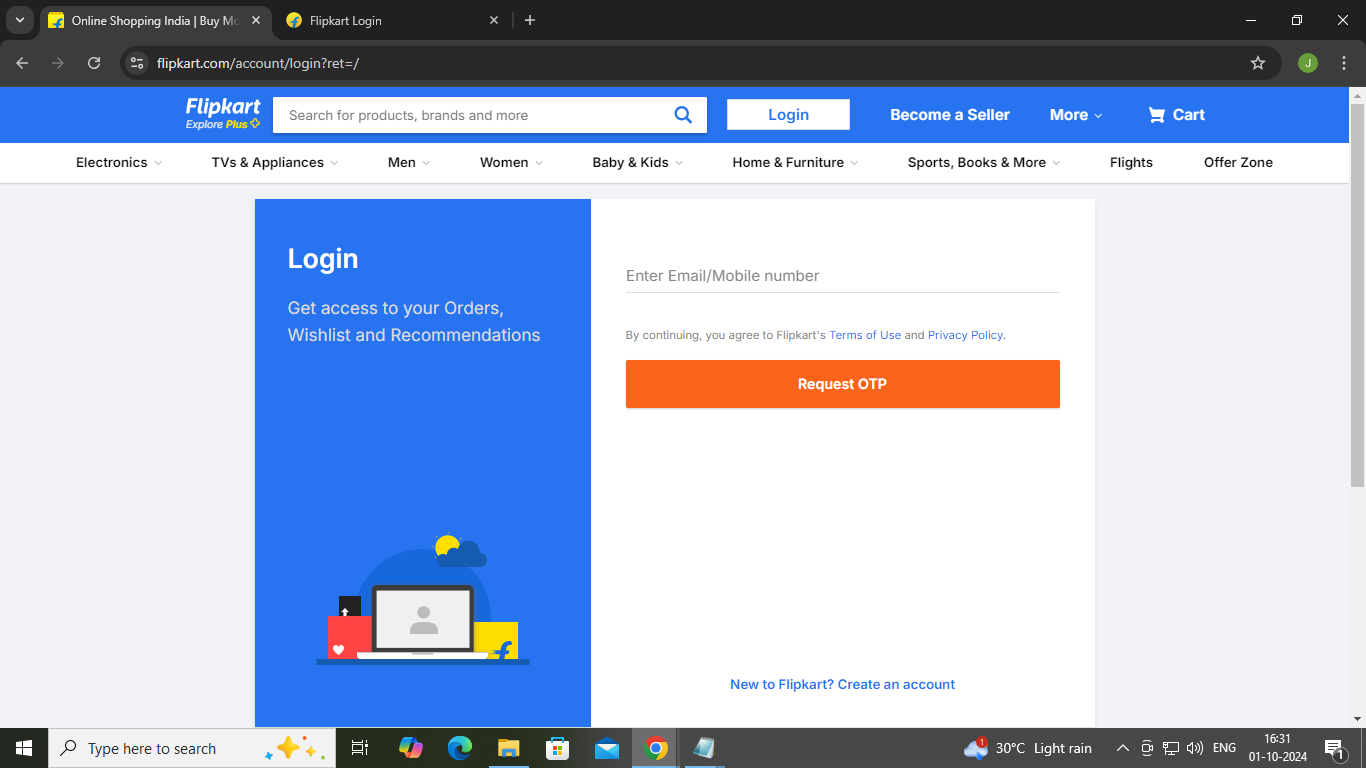 Online Shopping India | Buy Mo
Flipkart Login
flipkart.com/account/login?ret=/
J
Flipkart
Explore Plus
Search for products, brands and more
Login
Become a Seller
More
Cart
Electronics
TVs & Appliances
Men
Women
Baby & Kids
Home & Furniture
Sports, Books & More
Flights
Offer Zone
Login
Get access to your Orders,
Wishlist and Recommendations
Enter Email/Mobile number
By continuing, you agree to Flipkart's Terms of Use and Privacy Policy.
Request OTP
New to Flipkart? Create an account
Type here to search
1
30°C Light rain
ENG
16:31
01-10-2024
1